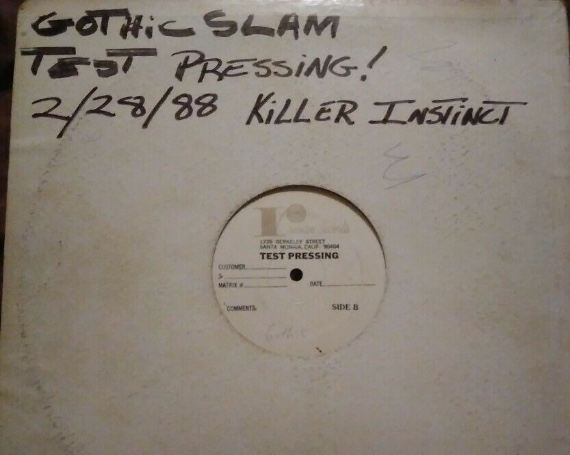 GOTHiC SLAM
TEST PRESSiNG!
2/28/88 KiLLER INSTiNCT
r
BERKELEY STREET
SANTA MONICA, CALIF. 90404
TEST PRESSING
CUSTOMER
S-
MATRIX # DATE
COMMENTS: SIDE B
Gothic